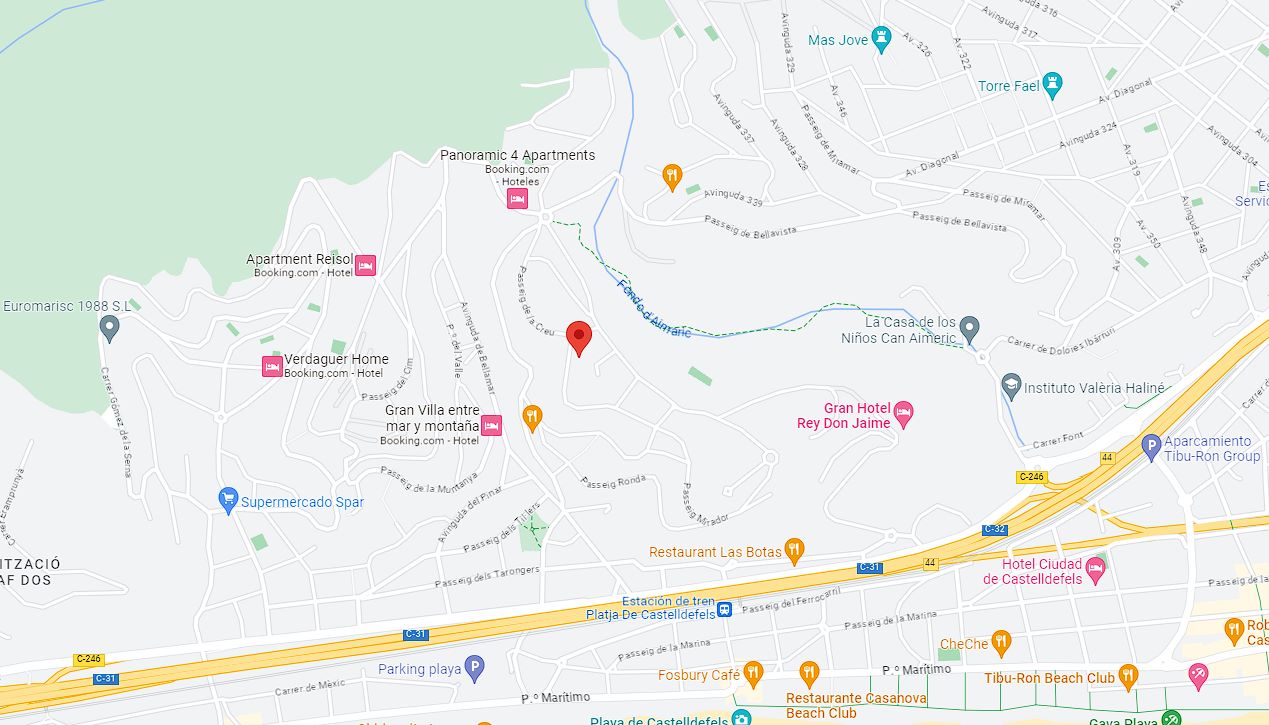 Avinguda 316
Avinguda 317
Mas Jove
Av. 326
Av. 322
Avinguda 329
Torre Fael
Av. Diagonal
Av. 346
Avinguda 337
Avinguda 328
Passeig de Miramar
Avinguda 324
Avinguda 304
Av. 319
Panoramic 4 Apartments
Booking.com
- Hoteles
Av. Diagonal
Avinguda 339
Passeig de Miramar
Es
Servic
Passeig de Bellavista
Passeig de Bellavista
Av. 350
Avinguda 348
Av. 309
Apartment Reisol
Booking.com - Hotel
Passeig de la Creu
Fondo d'Aimaric
Euromarisc 1988 S.L
Avinguda de Bellamar
P.º del Valle
La Casa de los
Niños Can Aimeric
Carrer de Dolores Ibárruri
Verdaguer Home
Booking.com - Hotel
Passeig del Cim
Carrer Gómez de la Serna
Instituto Valèria Haliné
Gran Villa entre
mar y montaña
Booking.com - Hotel
Gran Hotel
Rey Don Jaime
Carrer Font
Aparcamiento
Tibu-Ron Group
44
C-246
Passeig de la Muntanya
Passeig Ronda
Passeig Mirador
Carrer Eramprunyà
Supermercado Spar
Avinguda del Pinar
Passeig dels Til·lers
C-32
ITZACIÓ
AF DOS
Restaurant Las Botas
C-31
44
Hotel Ciudad
de Castelldefels
Passeig dels Tarongers
Passeig de la
Estación de tren
Platja De Castelldefels
Passeig del Ferrocarril
Passeig de la Marina
C-31
Passeig de la Marina
CheChe
Rob
Cas
C-246
C-31
Parking playa
Fosbury Café
P.º Marítimo
Tibu-Ron Beach Club
Carrer de Mèxic
P.º Marítimo
Restaurante Casanova
Beach Club
Playa de Castelldefels
Gava Playa